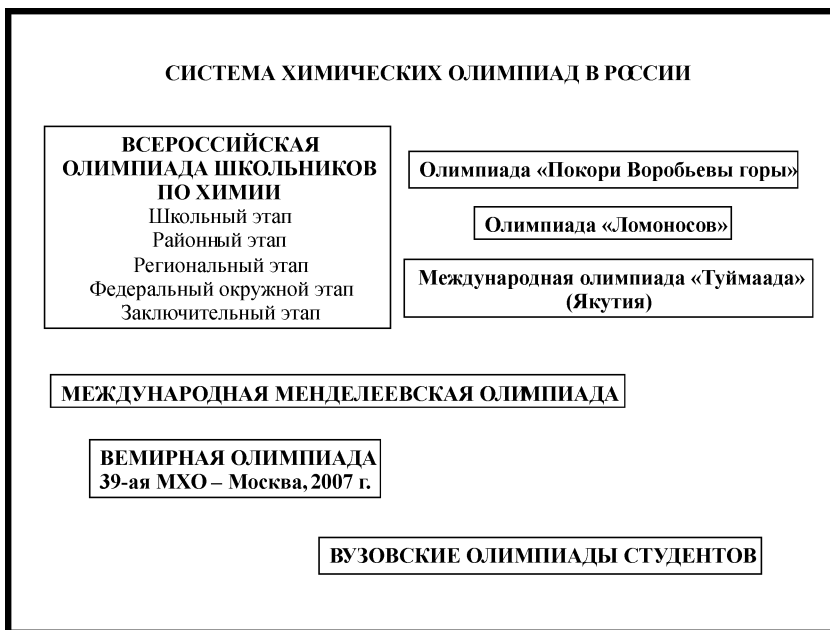 СИСТЕМА ХИМИЧЕСКИХ ОЛИМПИАД В РОССИИ
ВСЕРОССИЙСКАЯ
ОЛИМПИАДА ШКОЛЬНИКОВ
ПО ХИМИИ
Школьный этап
Районный этап
Региональный этап
Федеральный окружной этап
Заключительный этап
Олимпиада «Покори Воробьевы горы»
Олимпиада «Ломоносов»
Международная олимпиада «Туймаада»
(Якутия)
МЕЖДУНАРОДНАЯ МЕНДЕЛЕЕВСКАЯ ОЛИМПИАДА
ВЕМИРНАЯ ОЛИМПИАДА
39-ая МХО – Москва, 2007 г.
ВУЗОВСКИЕ ОЛИМПИАДЫ СТУДЕНТОВ